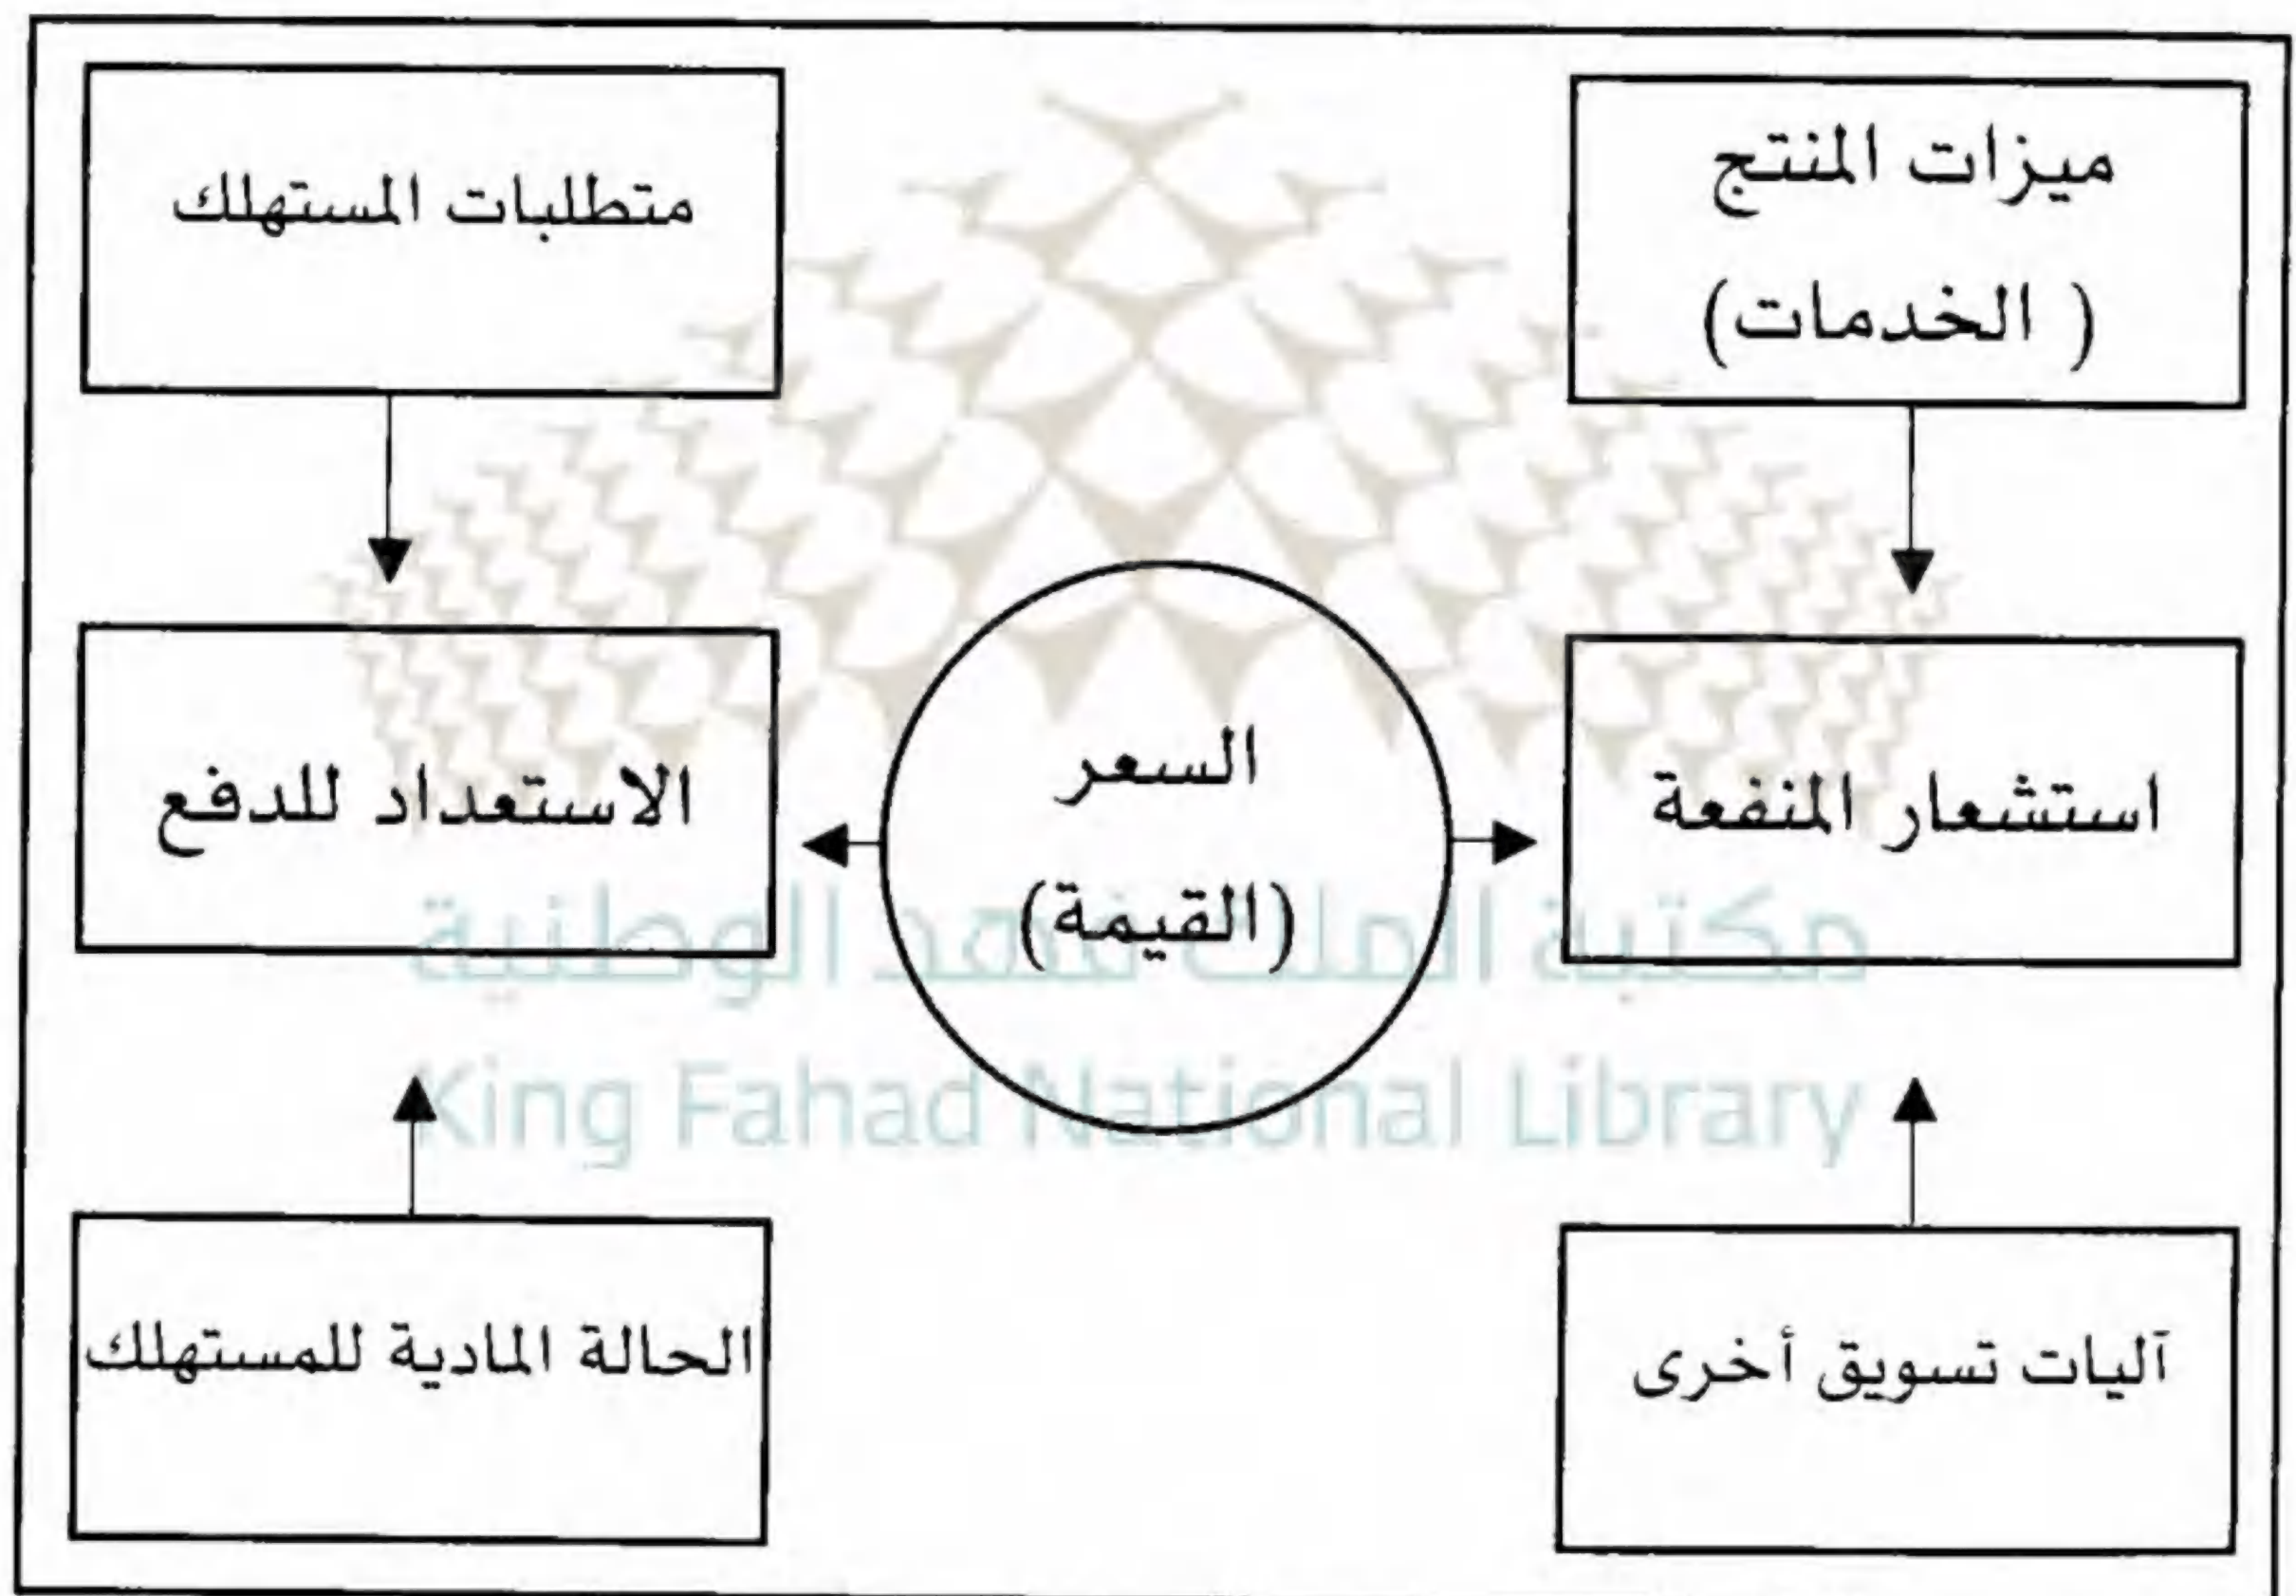 ميزات المنتج
( الخدمات)
متطلبات المستهلك
استشعار المنفعة
السعر
(القيمة)
الاستعداد للدفع
مكتبة الملك فهد الوطنية
King Fahad National Library
آليات تسويق أخرى
الحالة المادية للمستهلك